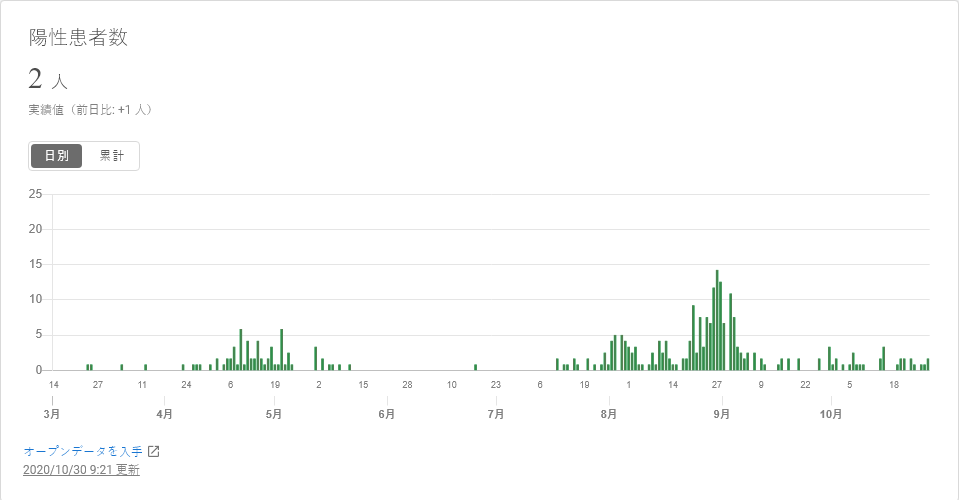 陽性患者数
2 人
実績値（前日比: +1 人）
日別 累計
25
20
15
10
5
0
14 27 11 24 6 19 2 15 28 10 23 6 19 1 14 27 9 22 5 18
3月 4月 5月 6月 7月 8月 9月 10月
オープンデータを入手
2020/10/30 9:21 更新